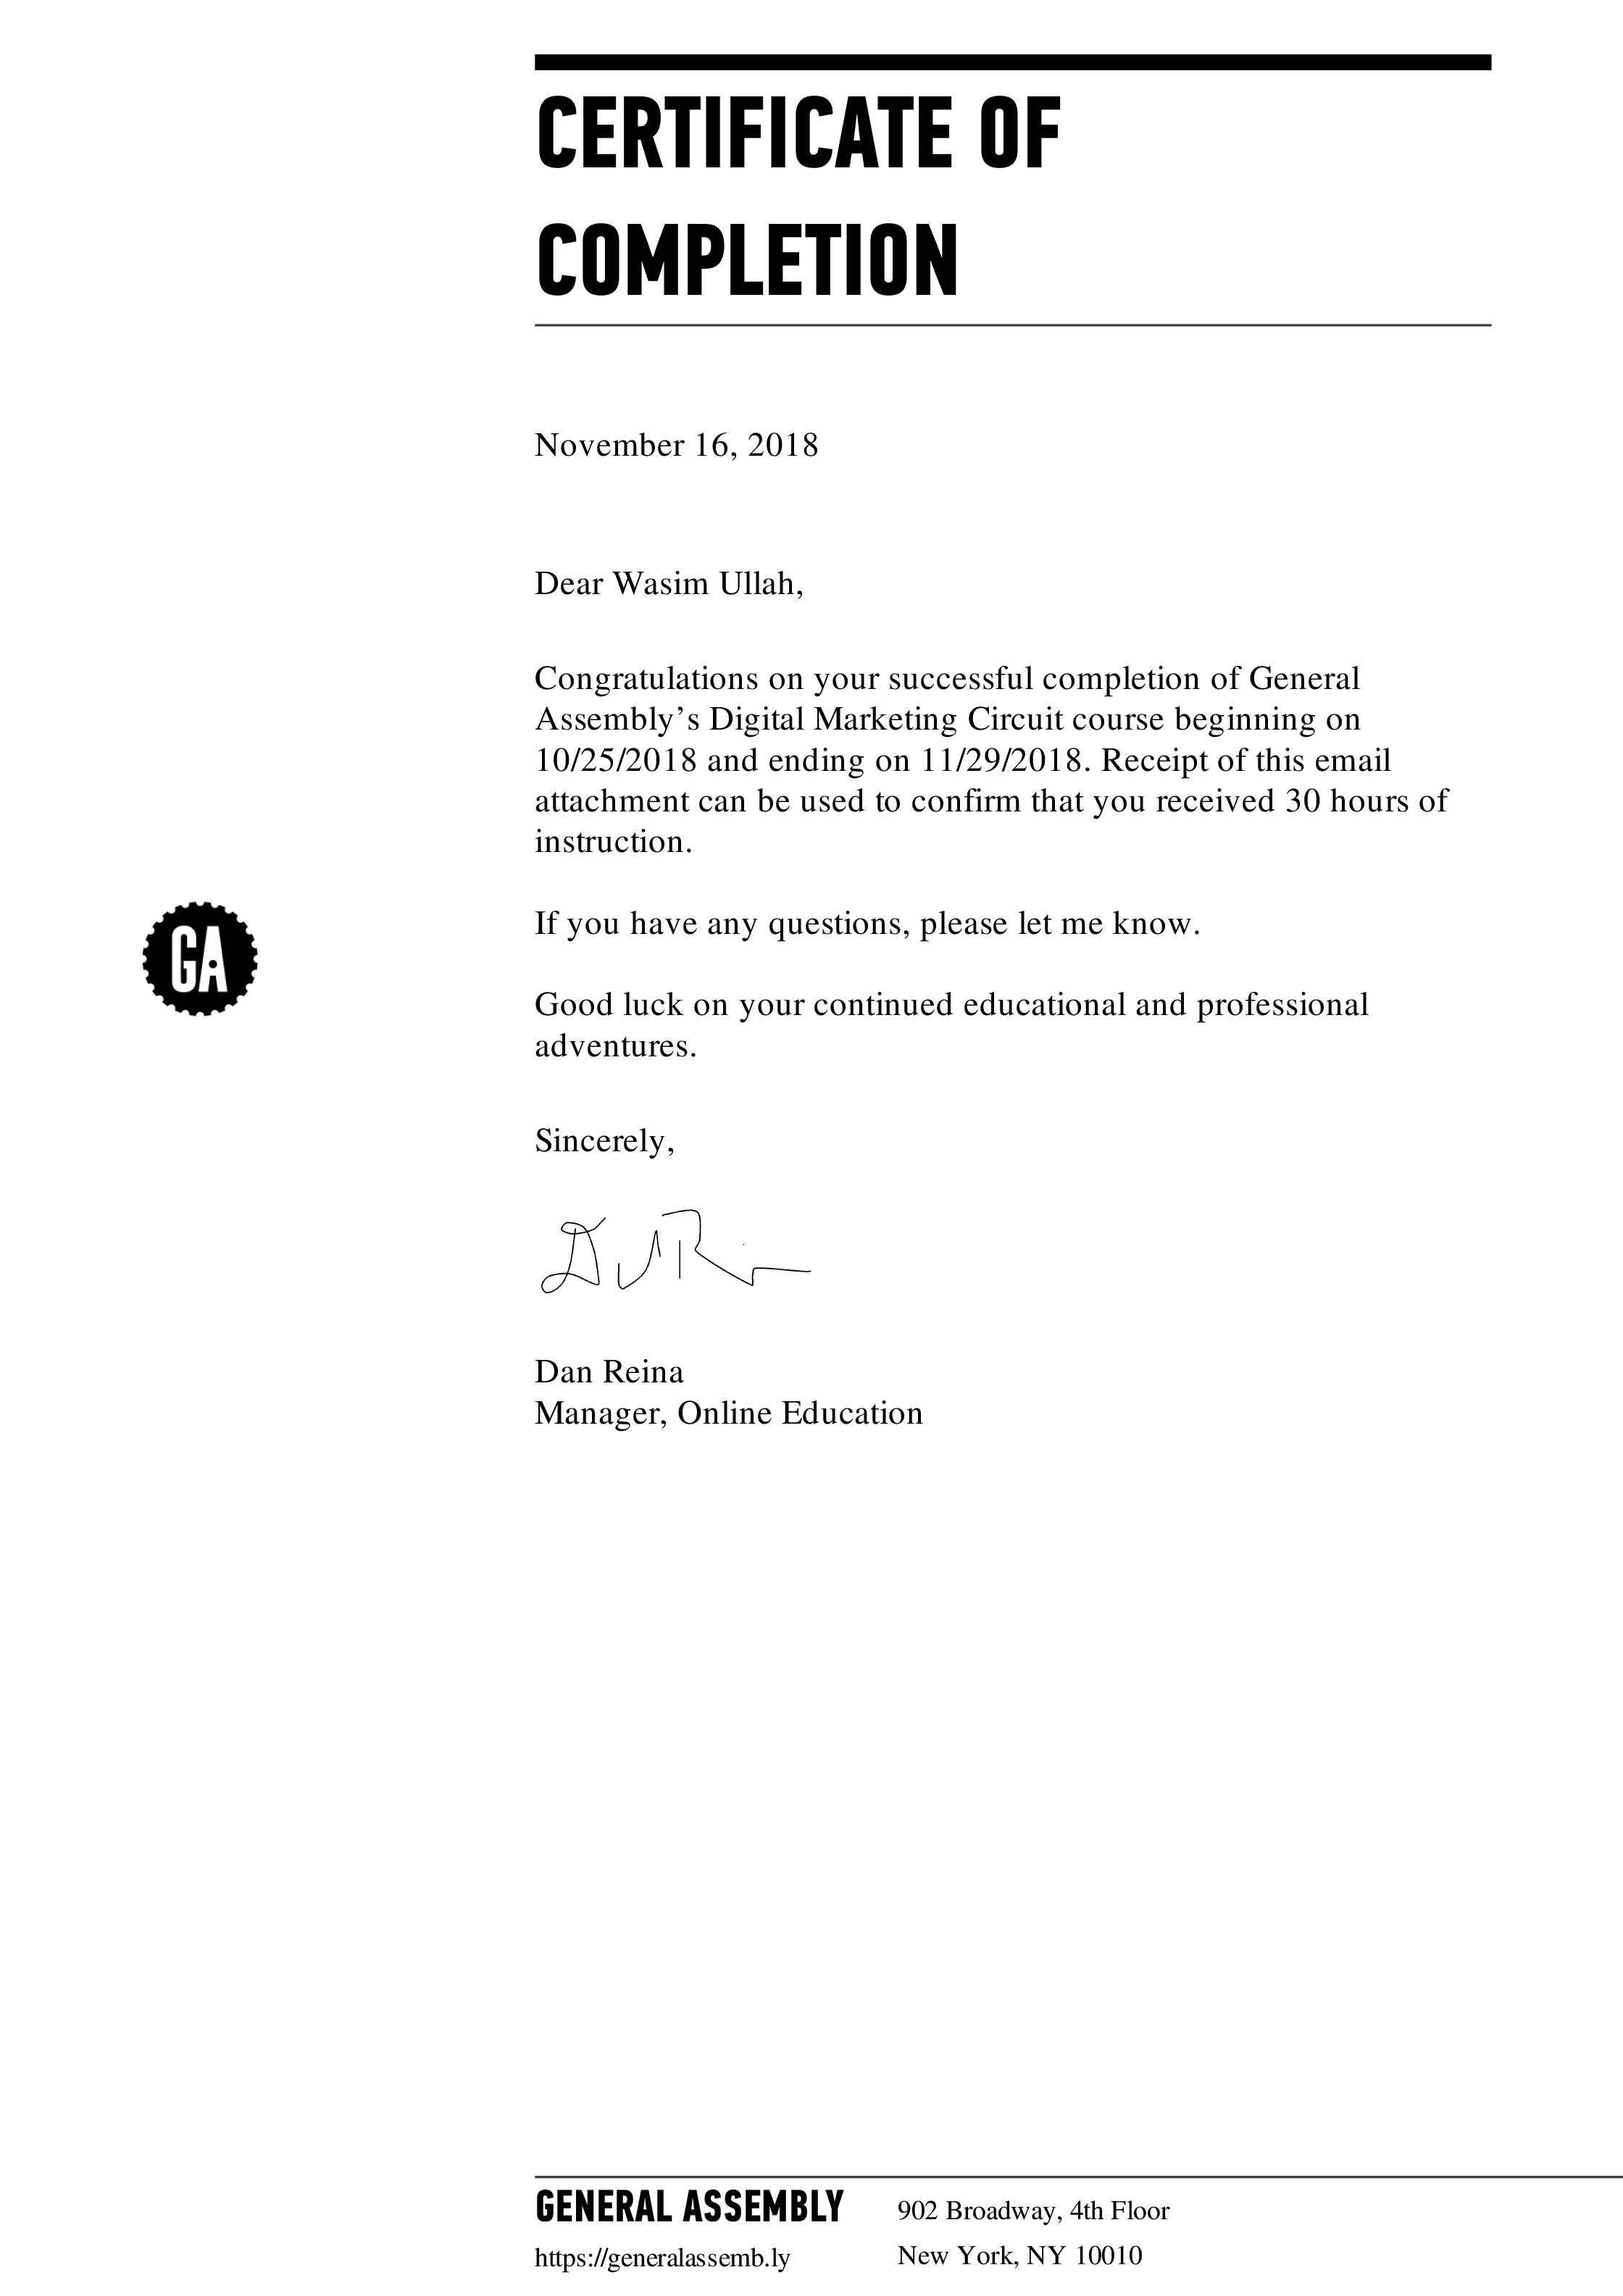 CERTIFICATE OF
COMPLETION
November 16, 2018
Dear Wasim Ullah,
Congratulations on your successful completion of General
Assembly’s Digital Marketing Circuit course beginning on
10/25/2018 and ending on 11/29/2018. Receipt of this email
attachment can be used to confirm that you received 30 hours of
instruction.
GA
If you have any questions, please let me know.
Good luck on your continued educational and professional
adventures.
Sincerely,
Dan Reina
Manager, Online Education
GENERAL ASSEMBLY
https://generalassemb.ly
902 Broadway, 4th Floor
New York, NY 10010